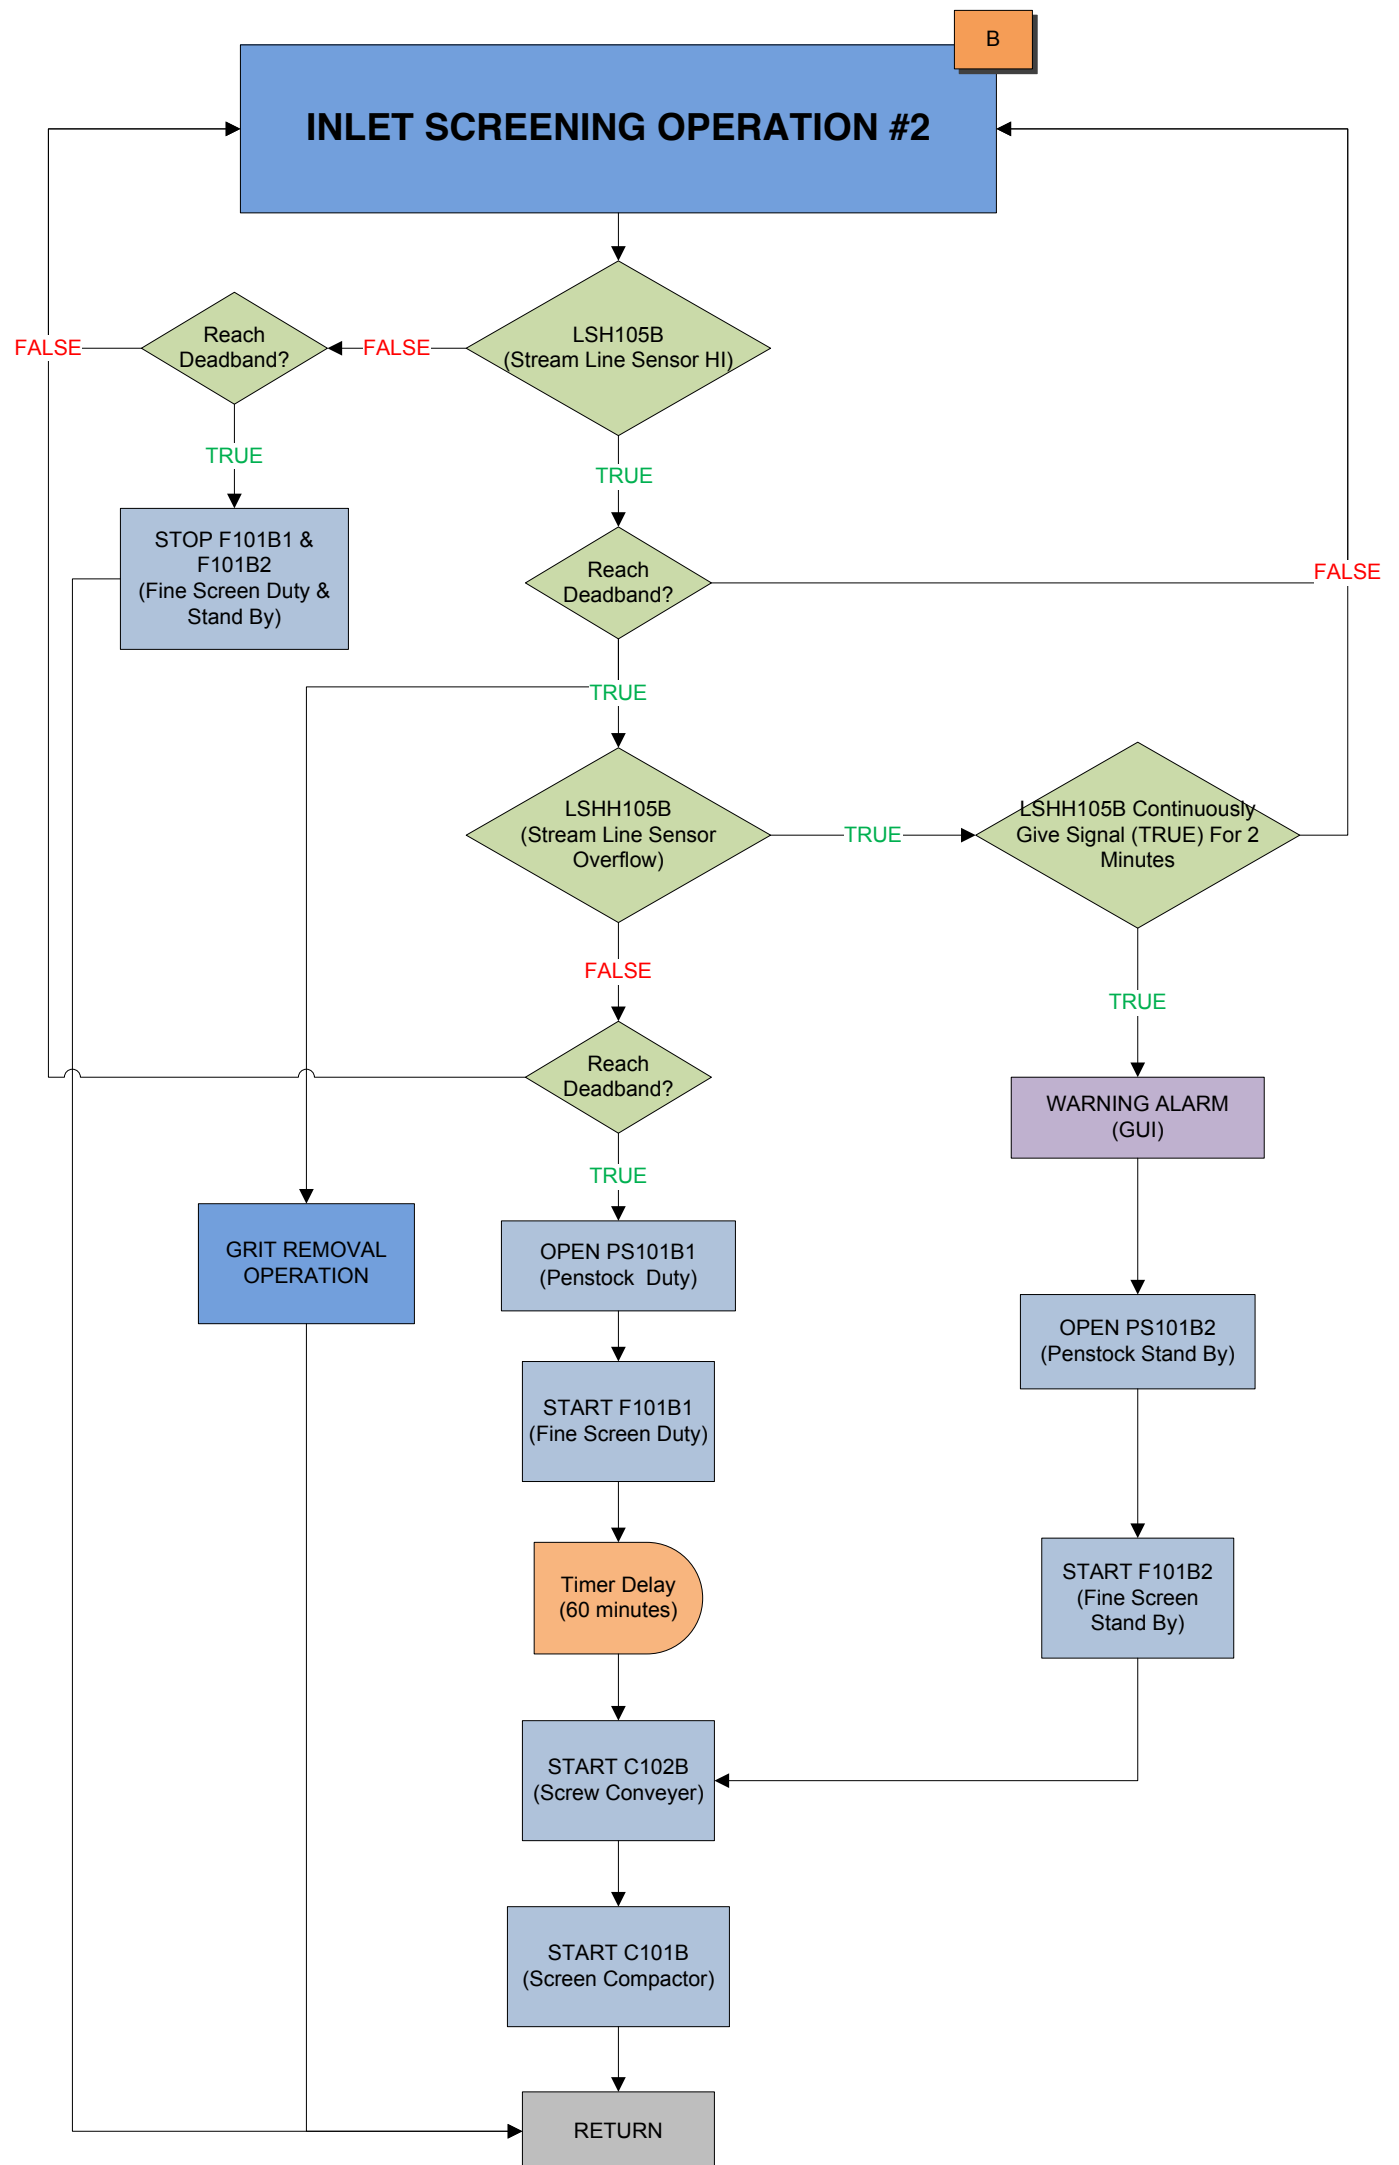 B
INLET SCREENING OPERATION #2
LSH105B
(Stream Line Sensor HI)
FALSE
Reach
Deadband?
FALSE
TRUE
STOP F101B1 &
F101B2
(Fine Screen Duty &
Stand By)
TRUE
Reach
Deadband?
FALSE
TRUE
LSHH105B
(Stream Line Sensor
Overflow)
TRUE
LSHH105B Continuously
Give Signal (TRUE) For 2
Minutes
FALSE
TRUE
Reach
Deadband?
WARNING ALARM
(GUI)
TRUE
GRIT REMOVAL
OPERATION
OPEN PS101B1
(Penstock  Duty)
OPEN PS101B2
(Penstock Stand By)
START F101B1
(Fine Screen Duty)
Timer Delay
(60 minutes)
START F101B2
(Fine Screen
Stand By)
START C102B
(Screw Conveyer)
START C101B
(Screen Compactor)
RETURN